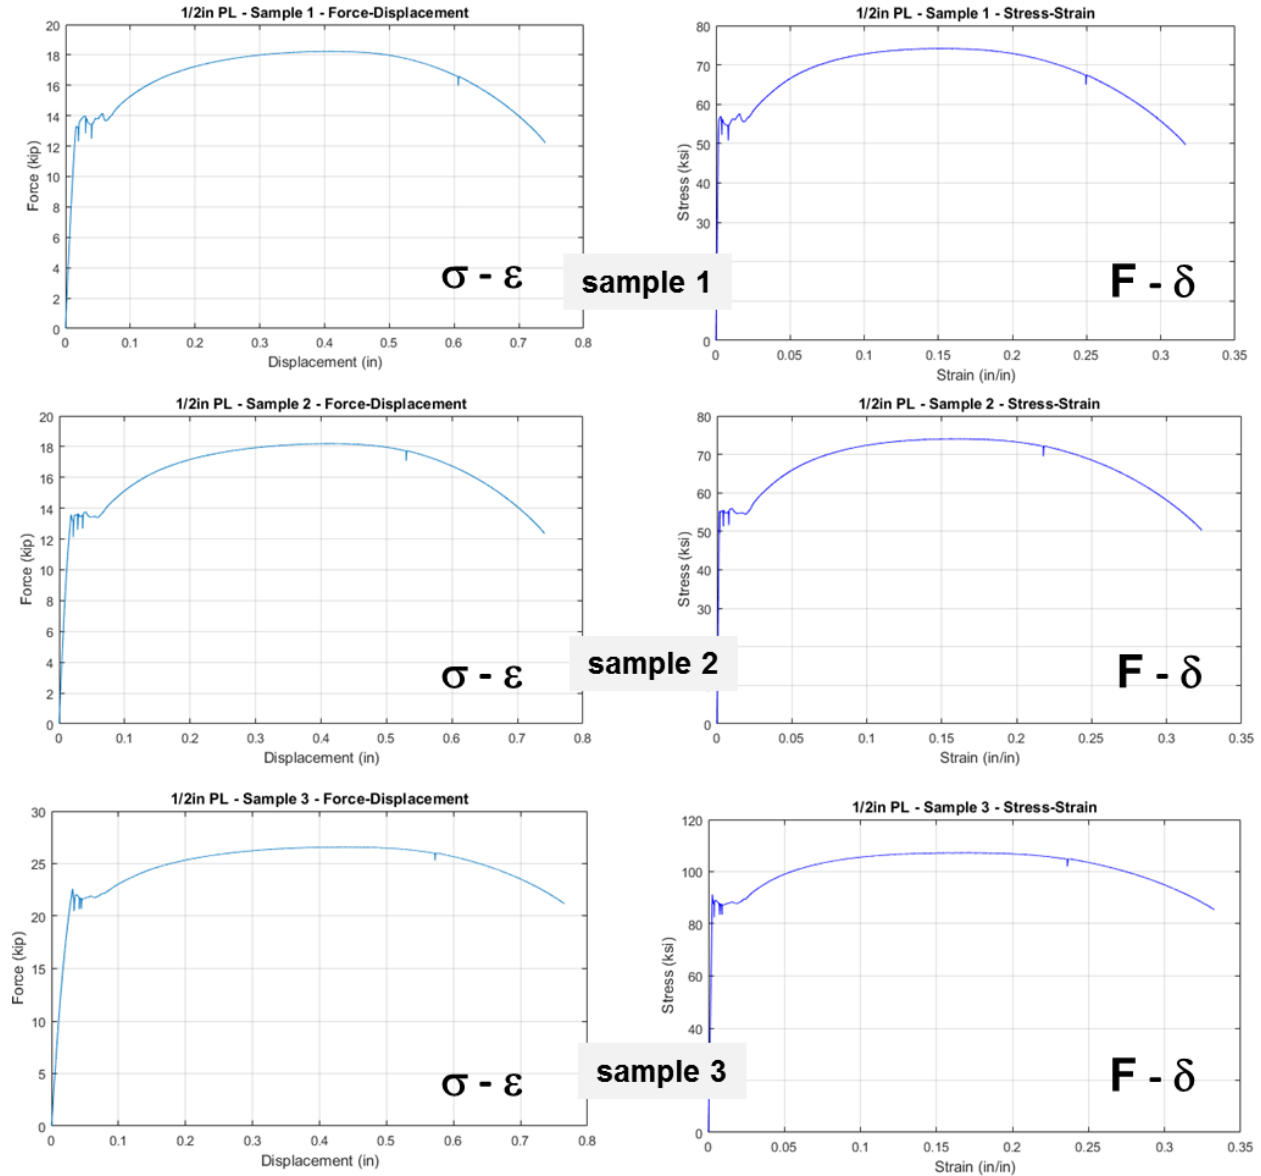 1/2in PL - Sample 1 - Force-Displacement
20
18
16
14
12
10
8
6
4
2
0
Force (kip)
0 0.1 0.2 0.3 0.4 0.5 0.6 0.7 0.8
Displacement (in)
σ - ε
sample 1
1/2in PL - Sample 1 - Stress-Strain
80
70
60
50
40
30
0
Stress (ksi)
0 0.05 0.1 0.15 0.2 0.25 0.3 0.35
Strain (in/in)
F - δ
1/2in PL - Sample 2 - Force-Displacement
20
18
16
14
12
10
8
6
4
2
0
Force (kip)
0 0.1 0.2 0.3 0.4 0.5 0.6 0.7 0.8
Displacement (in)
σ - ε
sample 2
1/2in PL - Sample 2 - Stress-Strain
80
70
60
50
40
30
0
Stress (ksi)
0 0.05 0.1 0.15 0.2 0.25 0.3 0.35
Strain (in/in)
F - δ
1/2in PL - Sample 3 - Force-Displacement
30
25
20
15
10
5
0
Force (kip)
0 0.1 0.2 0.3 0.4 0.5 0.6 0.7 0.8
Displacement (in)
σ - ε
sample 3
1/2in PL - Sample 3 - Stress-Strain
120
100
80
60
40
0
Stress (ksi)
0 0.05 0.1 0.15 0.2 0.25 0.3 0.35
Strain (in/in)
F - δ